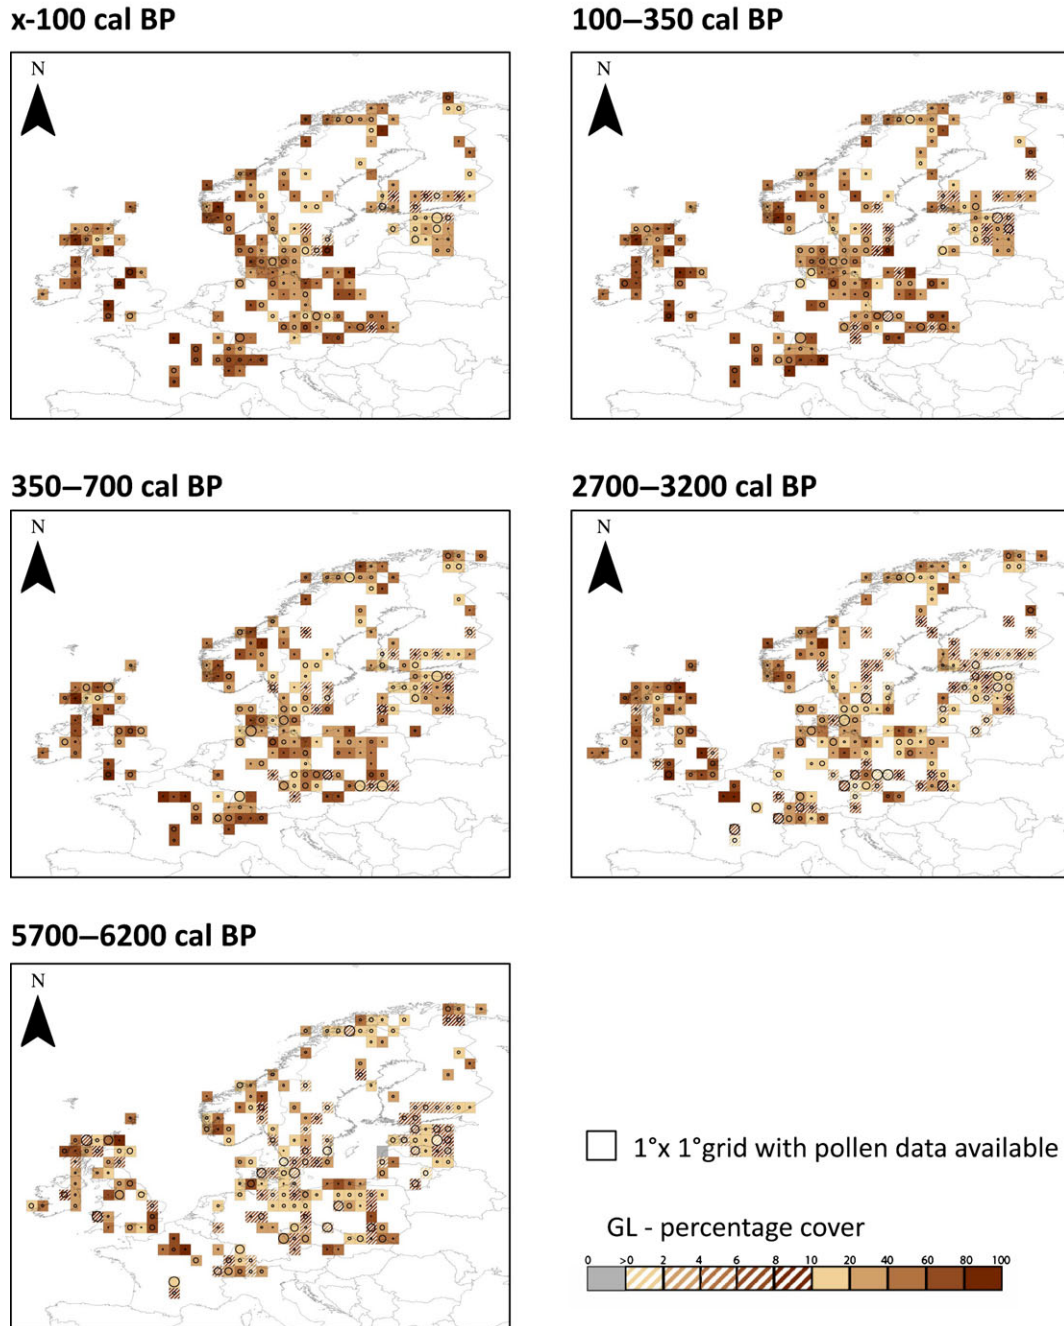 x-100 cal BP
100–350 cal BP
N
N
350–700 cal BP
2700–3200 cal BP
N
N
5700–6200 cal BP
N
1°x 1°grid with pollen data available
GL - percentage cover
0 >0 2 4 6 8 10 20 40 60 80 100